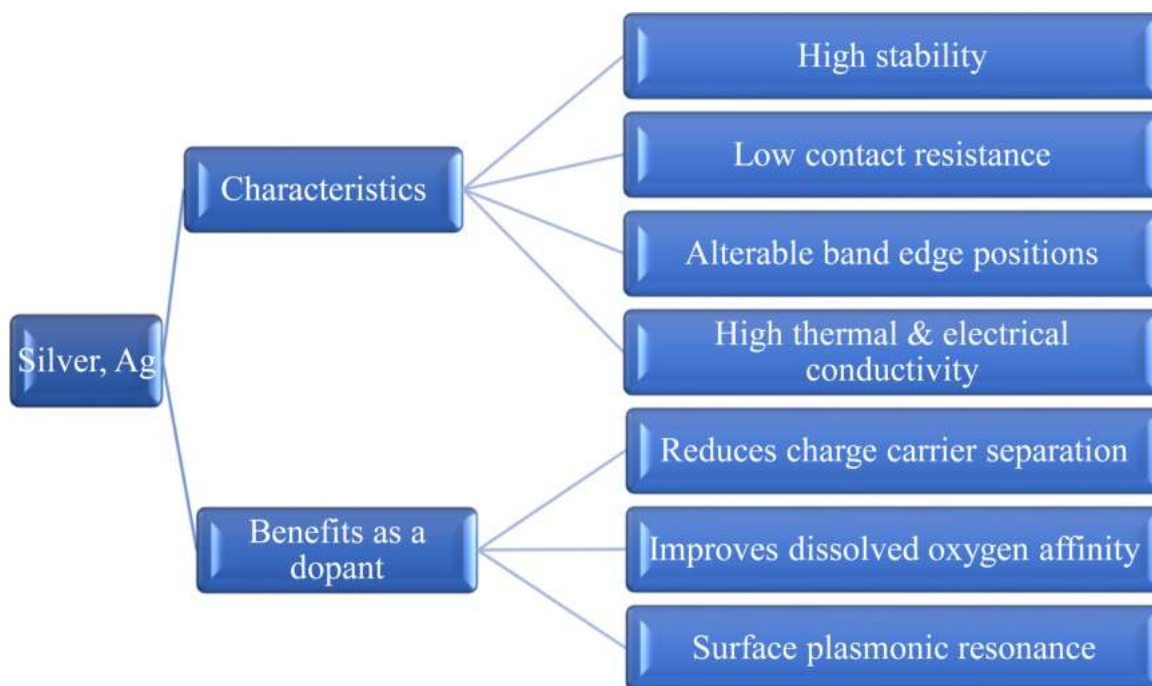 Silver, Ag
Characteristics
High stability
Low contact resistance
Alterable band edge positions
High thermal & electrical
conductivity
Benefits as a
dopant
Reduces charge carrier separation
Improves dissolved oxygen affinity
Surface plasmonic resonance